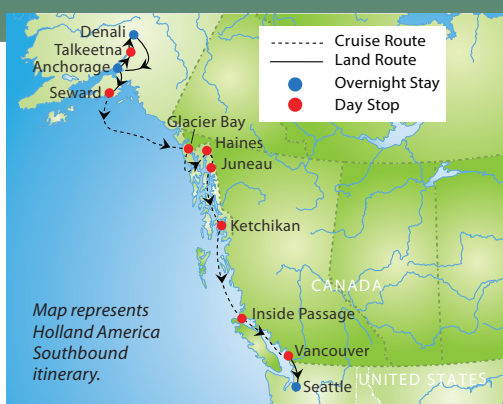 Denali
Talkeetna
Anchorage
Seward
Cruise Route
Land Route
Overnight Stay
Day Stop
Glacier Bay
Haines
Juneau
Ketchikan
CANADA
Map represents
Holland America
Southbound
itinerary.
Inside Passage
Vancouver
Seattle
UNITED STATES